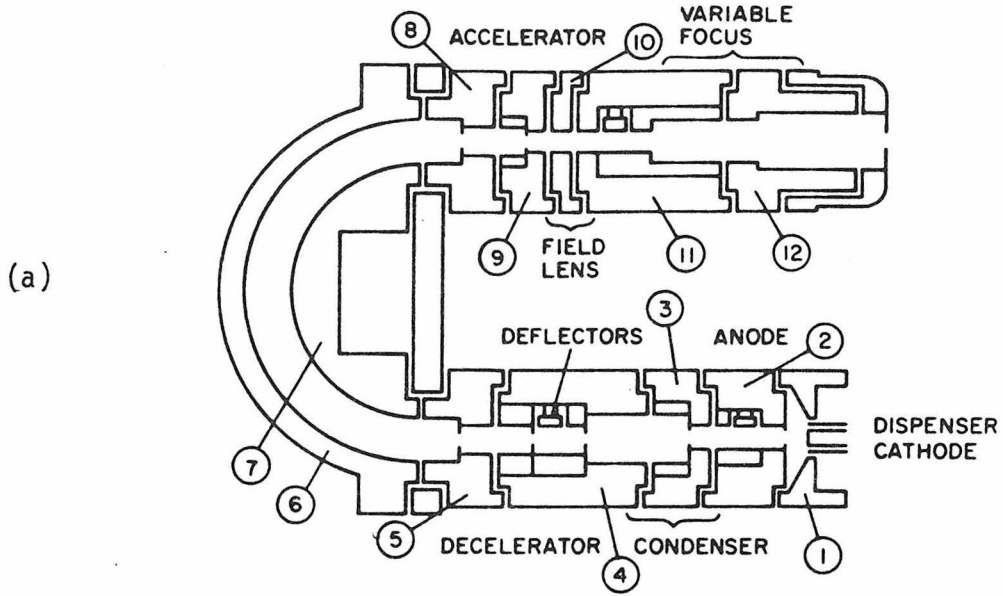 VARIABLE
FOCUS
8
ACCELERATOR
10
(a)
9
FIELD
LENS
11
12
3
DEFLECTORS
ANODE
2
DISPENSER
CATHODE
7
6
5
DECELERATOR
4
CONDENSER
1